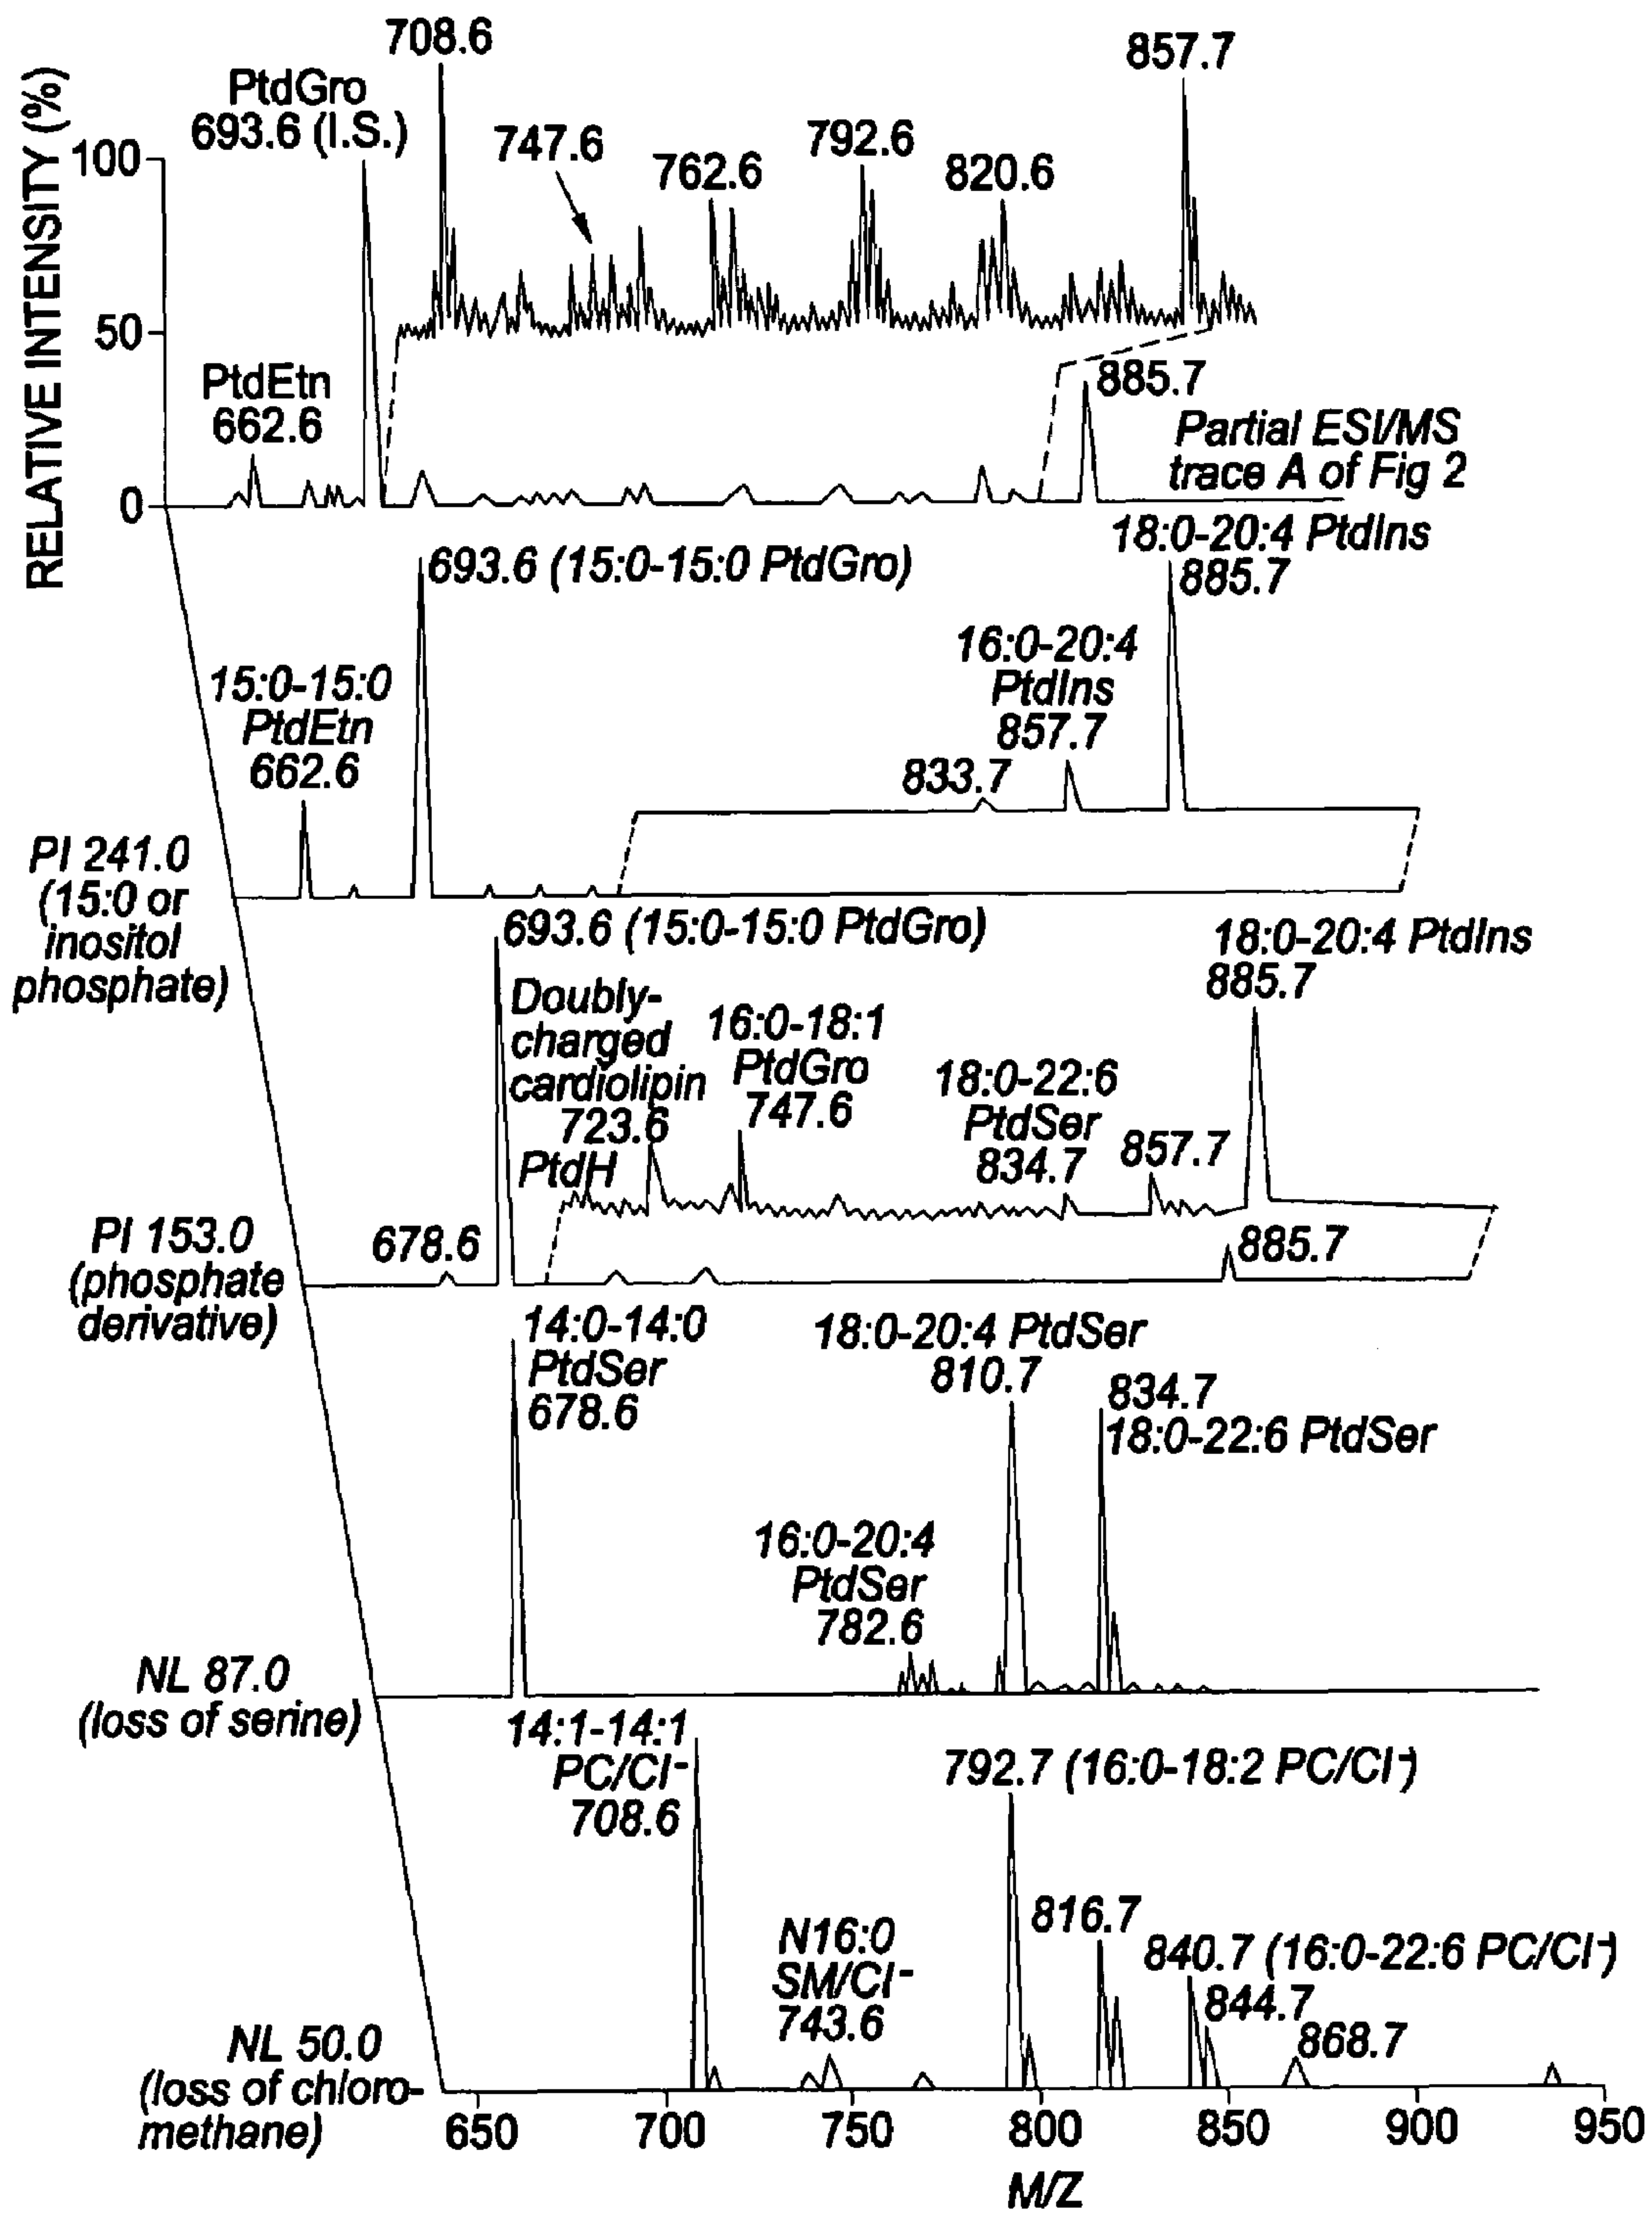 RELATIVE INTENSITY (%)
100
50
0
PtdGro
693.6 (I.S.)
708.6
747.6
762.6
792.6
820.6
857.7
PtdEtn
662.6
885.7
Partial ESI/MS
trace A of Fig 2
693.6 (15:0-15:0 PtdGro)
18:0-20:4 PtdIns
885.7
15:0-15:0
PtdEtn
662.6
16:0-20:4
PtdIns
857.7
833.7
PI 241.0
(15:0 or
inositol
phosphate)
693.6 (15:0-15:0 PtdGro)
18:0-20:4 PtdIns
885.7
Doubly-
charged
cardiolipin
723.6
PtdH
16:0-18:1
PtdGro
747.6
18:0-22:6
PtdSer
834.7
857.7
678.6
885.7
PI 153.0
(phosphate
derivative)
14:0-14:0
PtdSer
678.6
18:0-20:4 PtdSer
810.7
834.7
18:0-22:6 PtdSer
16:0-20:4
PtdSer
782.6
NL 87.0
(loss of serine)
14:1-14:1
PC/Cl-
708.6
792.7 (16:0-18:2 PC/Cl-)
N16:0
SM/Cl-
743.6
816.7
840.7 (16:0-22:6 PC/Cl-)
844.7
868.7
NL 50.0
(loss of chloro-
methane)
650 700 750 800 850 900 950
M/Z